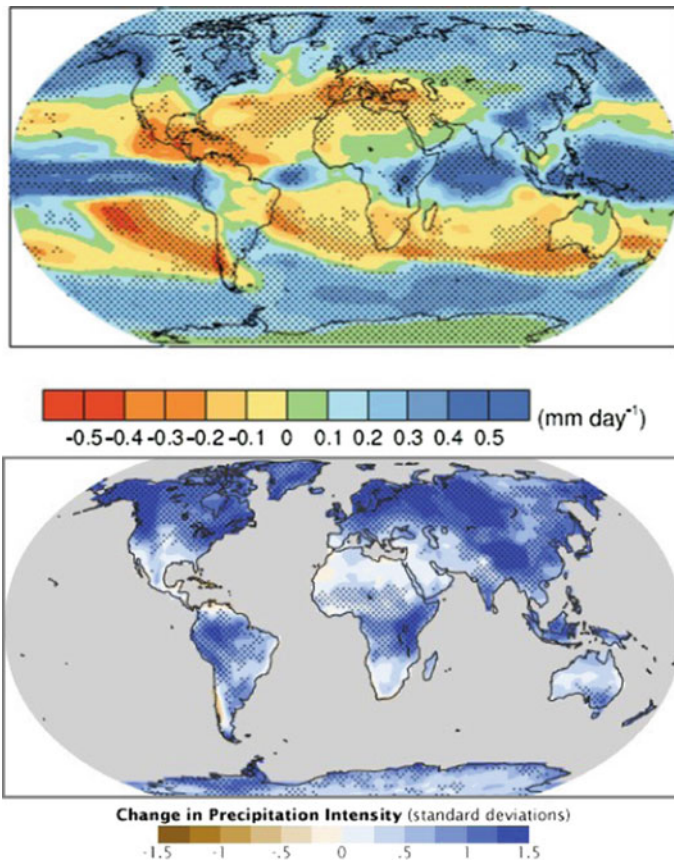 -0.5 -0.4 -0.3 -0.2 -0.1 0 0.1 0.2 0.3 0.4 0.5 (mm day⁻¹)
Change in Precipitation Intensity (standard deviations)
-1.5 -1 -.5 0 .5 1 1.5